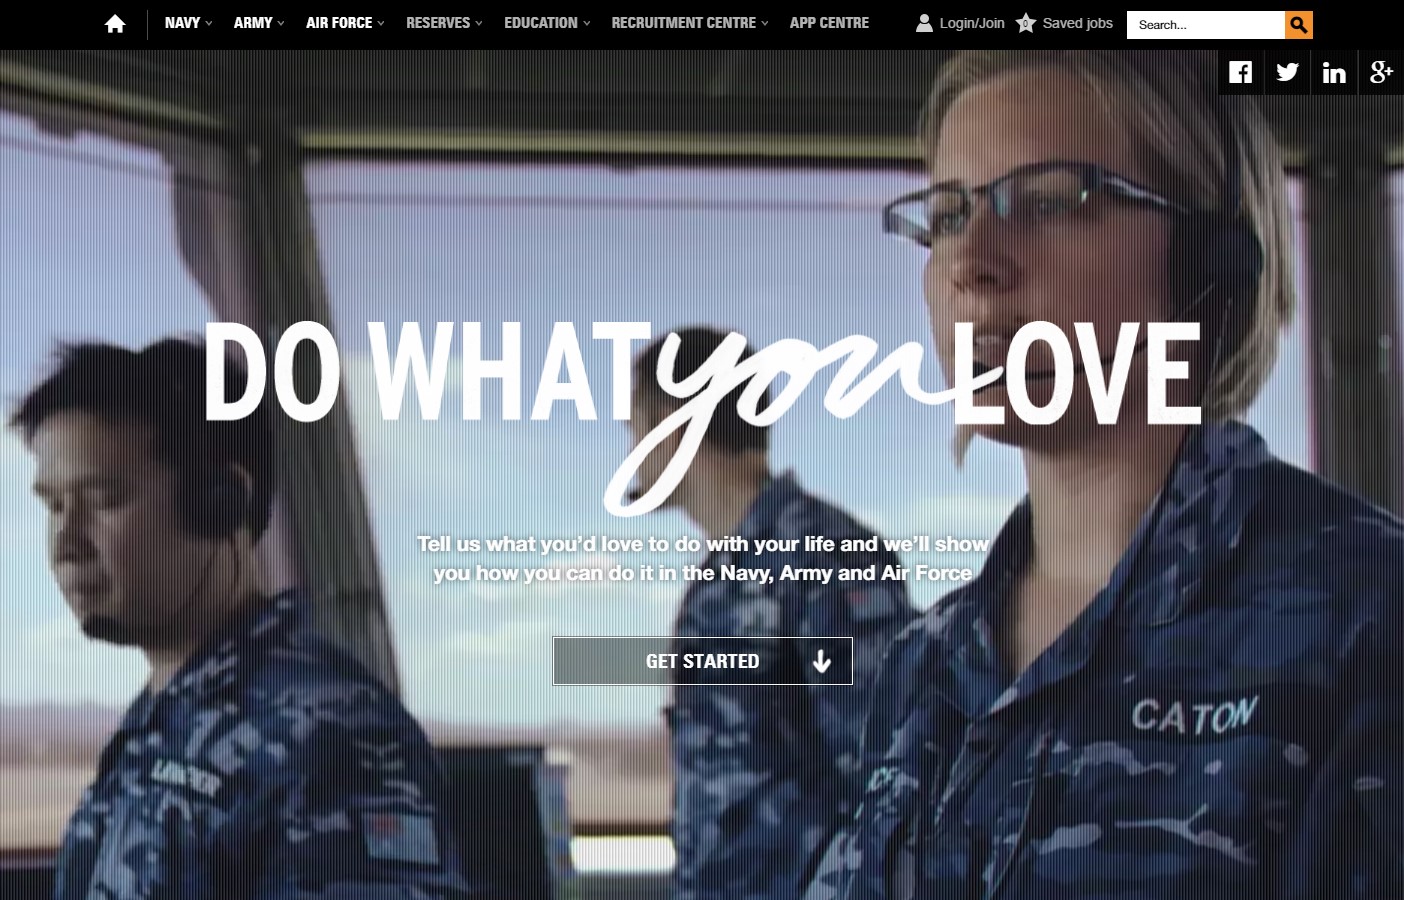 NAVY ARMY AIR FORCE RESERVES EDUCATION RECRUITMENT CENTRE APP CENTRE 0 Login/Join Saved jobs Search...
DO WHAT you LOVE
Tell us what you'd love to do with your life and we'll show
you how you can do it in the Navy, Army and Air Force
GET STARTED
CATON